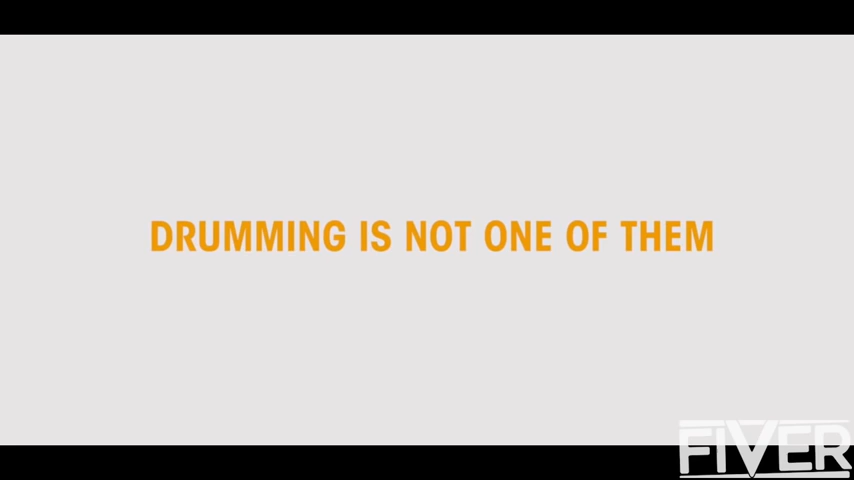 DRUMMING IS NOT ONE OF THEM
FIVER